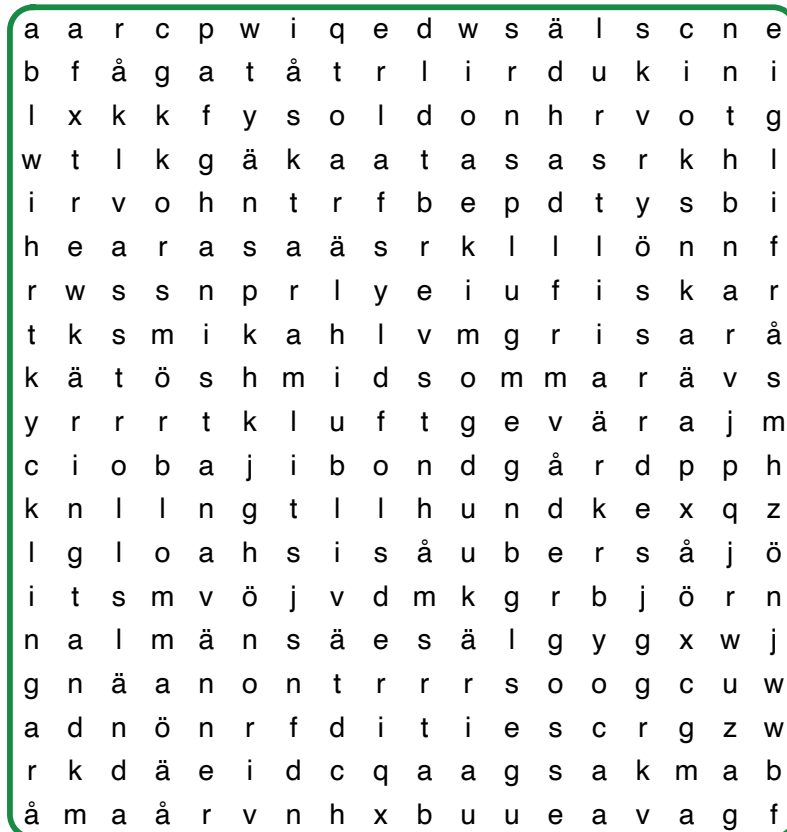 a a r c p w i q e d w s ä l s c n e
b f å g a t å t r l i r d u k i n i
l x k k f y s o l d o n h r v o t g
w t l k g ä k a a t a s a s r k h l
i r v o h n t r f b e p d t y s b i
h e a r a s a ä s r k l l l ö n n f
r w s s n p r l y e i u f i s k a r
t k s m i k a h l v m g r i s a r å
k ä t ö s h m i d s o m m a r ä v s
y r r r t k l u f t g e v ä r a j m
c i o b a j i b o n d g å r d p p h
k n l l n g t l l h u n d k e x q z
l g l o a h s i s å u b e r s å j ö
i t s m v ö j v d m k g r b j ö r n
n a l m ä n s ä e s ä l g y g x w j
g n ä a n o n t r r r s o o g c u w
a d n ö n r f d i t i e s c r g z w
r k d ä e i d c q a a g s a k m a b
å m a å r v n h x b u u e a v a g f